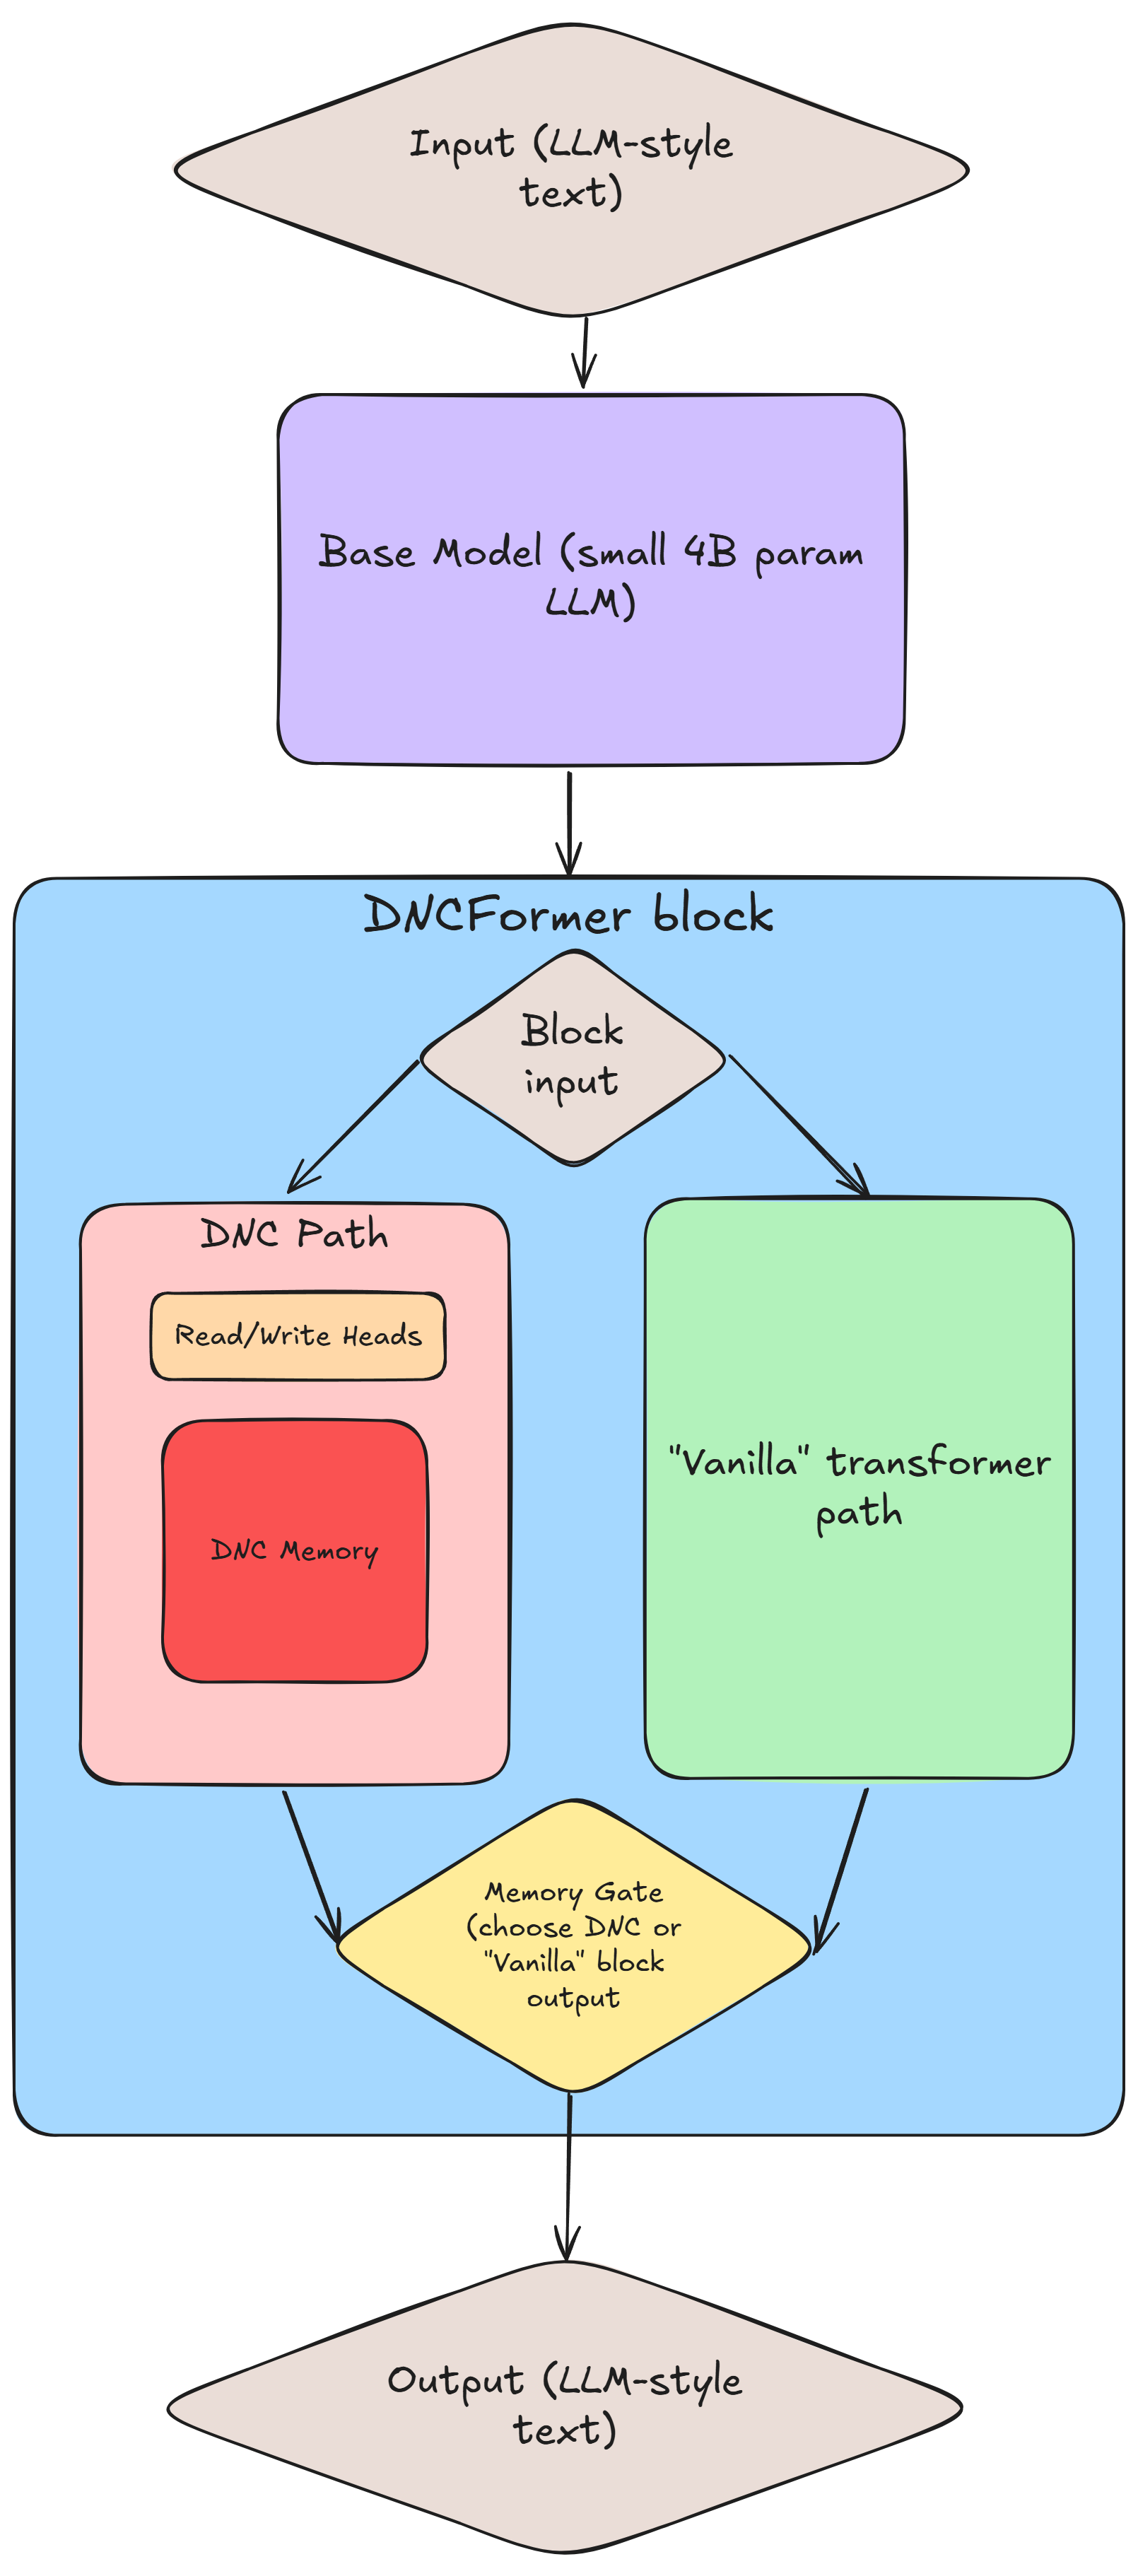 Input (LLM-style
text)
Base Model (small 4B param
LLM)
DNCFormer block
Block
input
DNC Path
Read/Write Heads
DNC Memory
"Vanilla" transformer
path
Memory Gate
(choose DNC or
"Vanilla" block
output
Output (LLM-style
text)